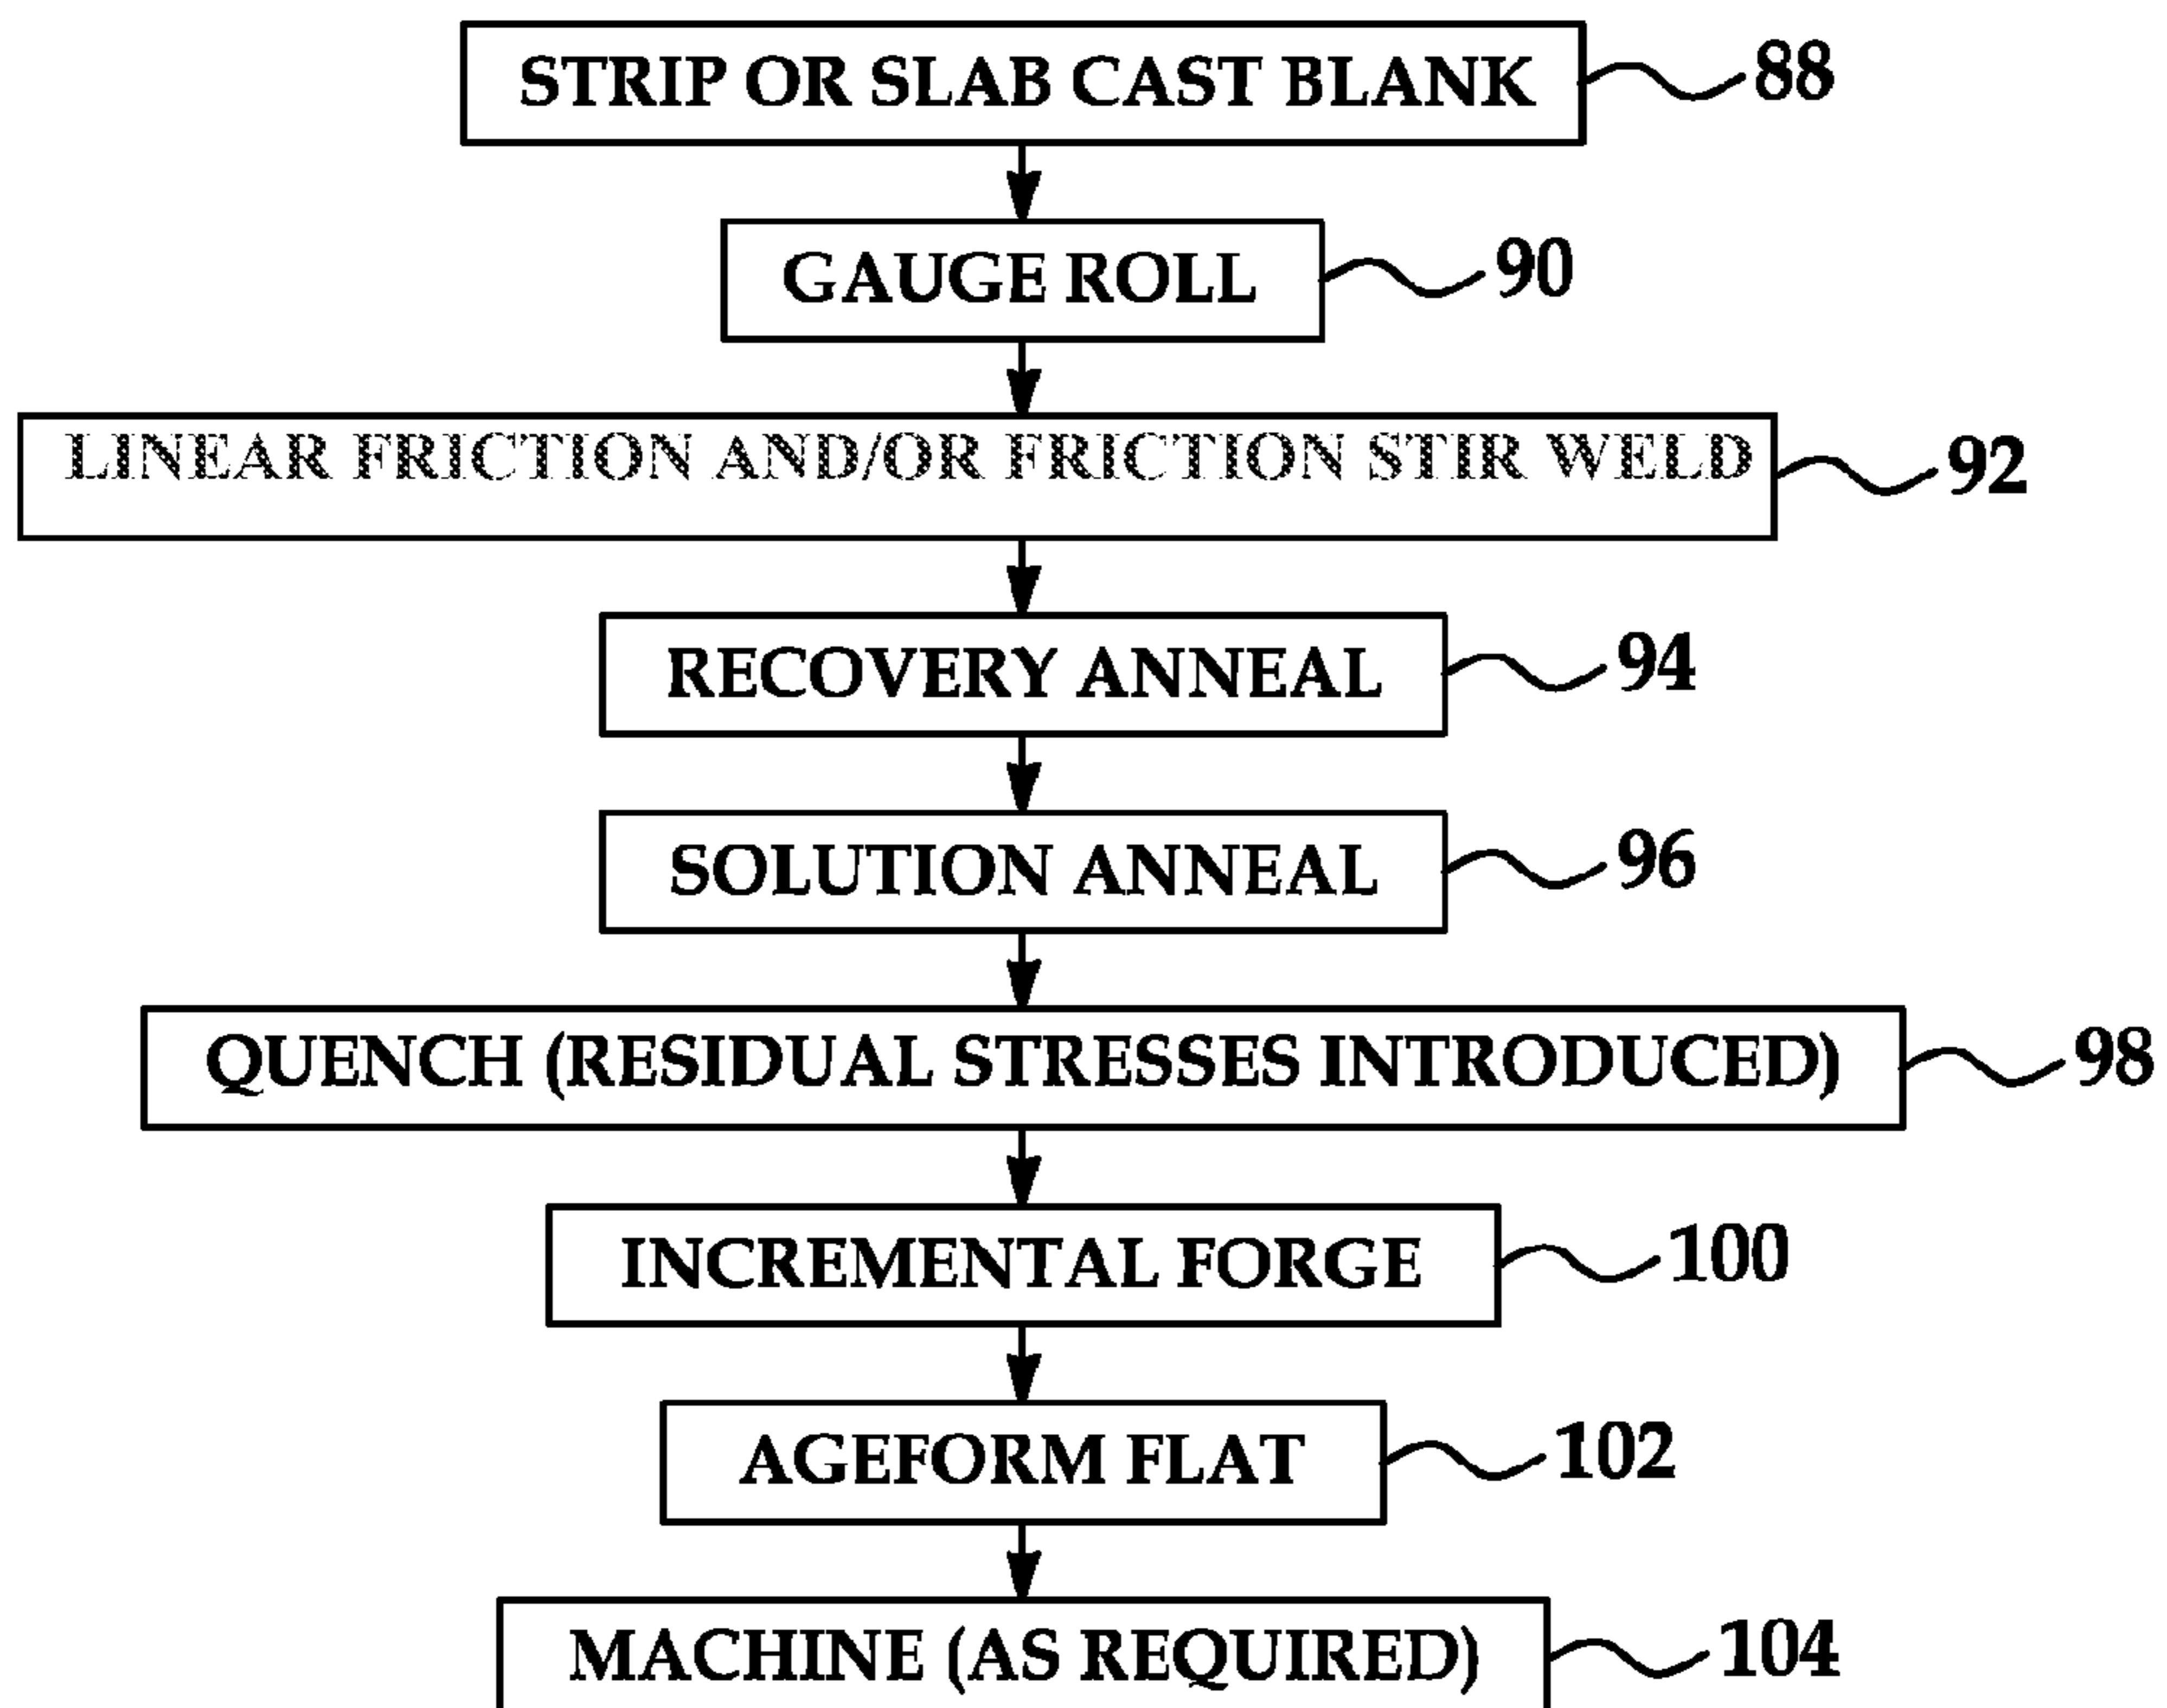 STRIP OR SLAB CAST BLANK 88
GAUGE ROLL 90
LINEAR FRICTION AND/OR FRICTION STIR WELD 92
RECOVERY ANNEAL 94
SOLUTION ANNEAL 96
QUENCH (RESIDUAL STRESSES INTRODUCED) 98
INCREMENTAL FORGE 100
AGEFORM FLAT 102
MACHINE (AS REQUIRED) 104